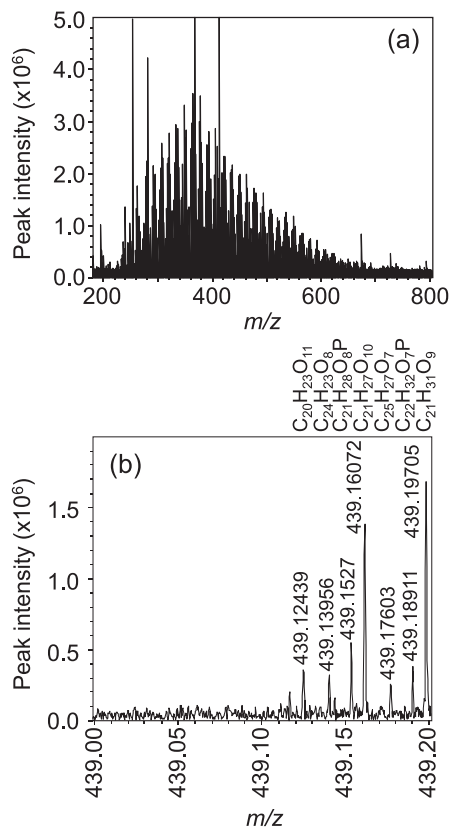 (a)
Peak intensity (x10⁶)
5.0
4.0
3.0
2.0
1.0
0.0
200
400
600
800
m/z
C₂₀H₂₃O₁₁
C₂₄H₂₃O₈
C₂₁H₂₈O₈P
C₂₁H₂₇O₁₀
C₂₅H₂₇O₇
C₂₂H₃₂O₇P
C₂₁H₃₁O₉
(b)
Peak intensity (x10⁶)
1.5
1.0
0.5
0.0
439.12439
439.13956
439.1527
439.16072
439.17603
439.18911
439.19705
439.00
439.05
439.10
439.15
439.20
m/z